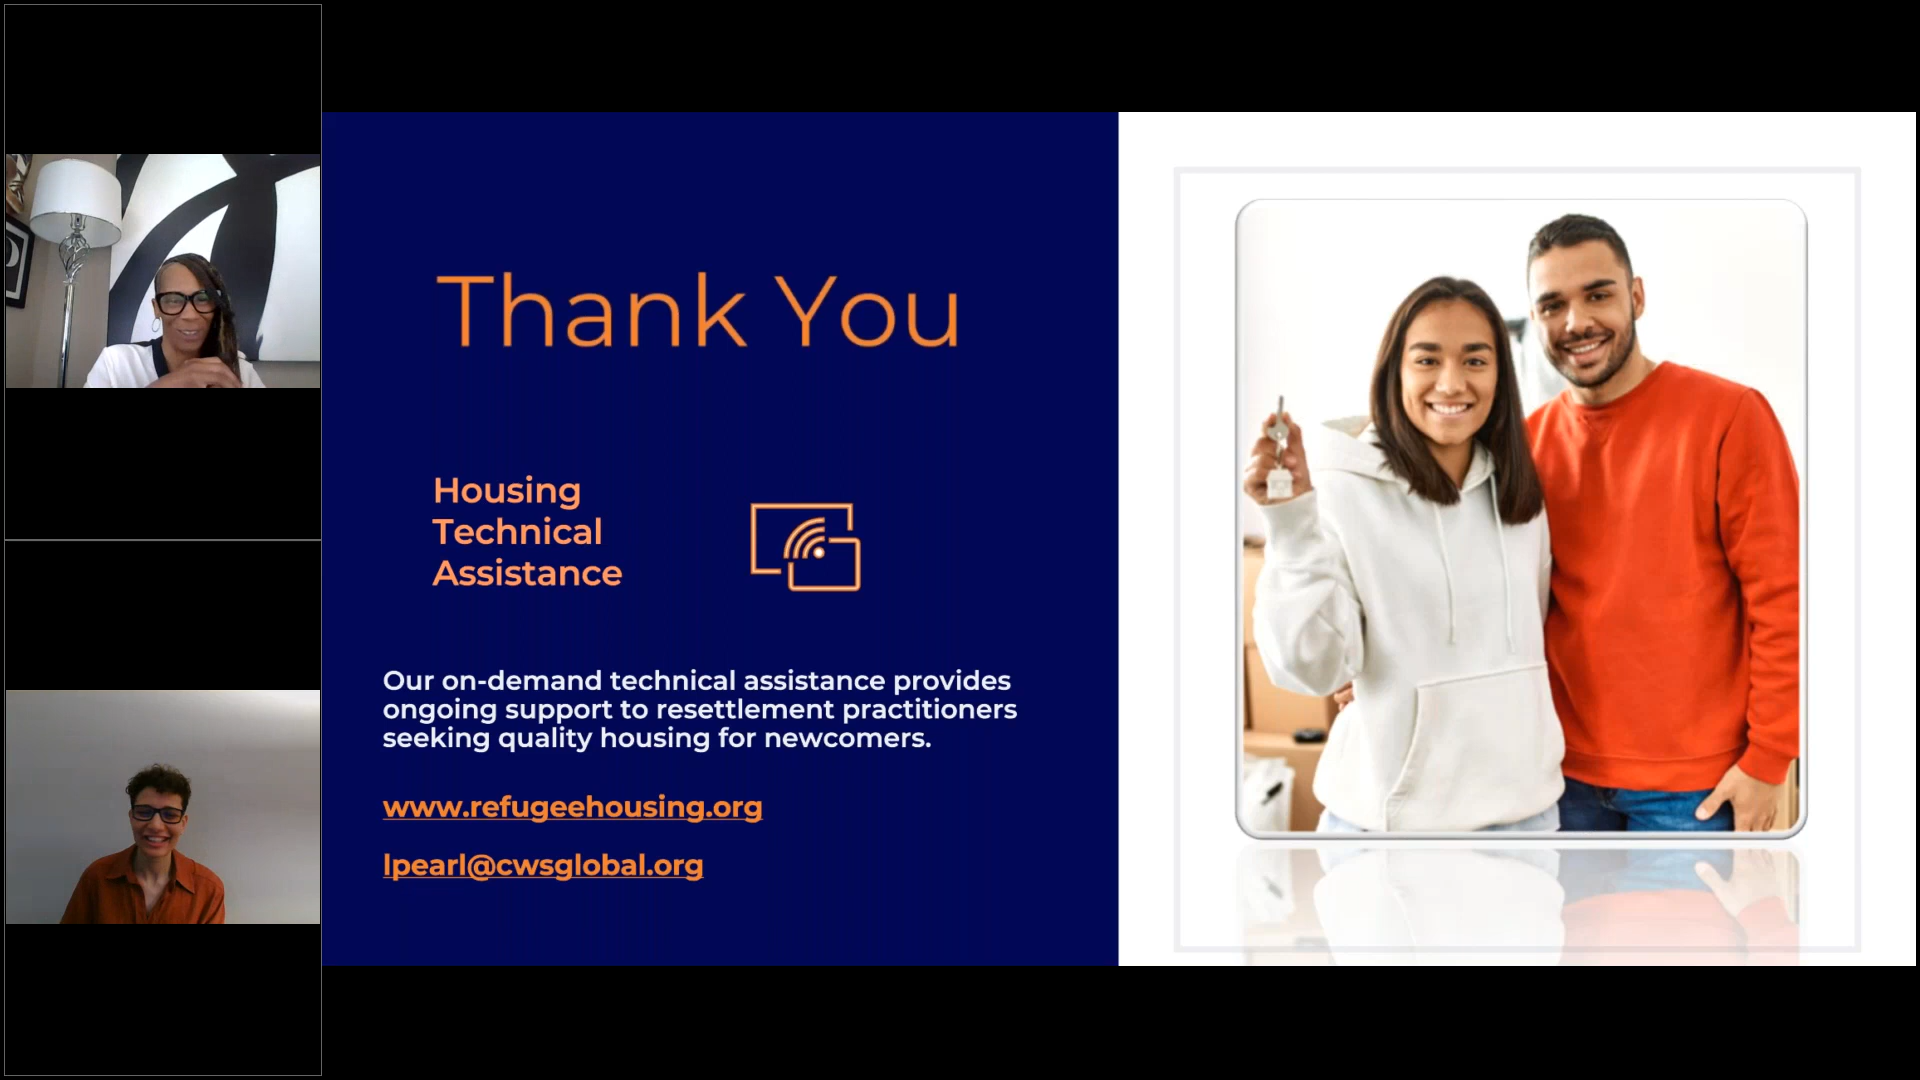 Thank You
Housing
Technical
Assistance
Our on-demand technical assistance provides
ongoing support to resettlement practitioners
seeking quality housing for newcomers.
www.refugeehousing.org
lpearl@cwsglobal.org